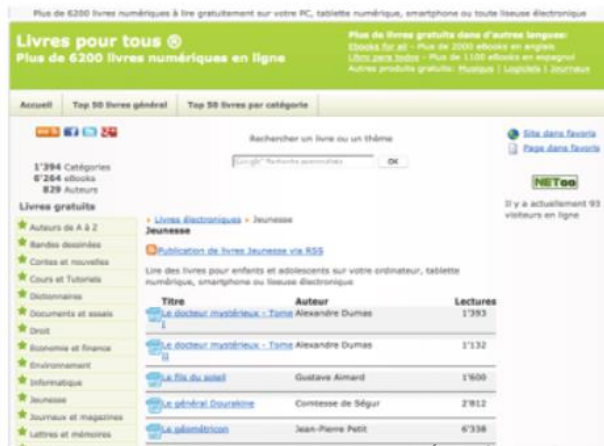 Plus de 6200 livres numériques à lire gratuitement sur votre PC, tablette numérique, smartphone ou toute liseuse électronique
Livres pour tous ®
Plus de 6200 livres numériques en ligne
Plus de livres gratuits dans d'autres langues:
Ebooks for all - Plus de 2000 eBooks en anglais
Libro para todos - Plus de 1100 eBooks en espagnol
Autres produits gratuits: Musique | Logiciels | Journaux
Accueil
Top 50 livres général
Top 50 livres par catégorie
Rechercher un livre ou un thème
Google
OK
Site dans favoris
Page dans favoris
1'394 Catégories
6'264 eBooks
829 Auteurs
NEToo
Il y a actuellement 93
visiteurs en ligne
Livres gratuits
Auteurs de A à Z
Bandes dessinées
Contes et nouvelles
Cours et Tutoriels
Dictionnaires
Documents et essais
Droit
Economie et finance
Environnement
Informatique
Jeunesse
Journaux et magazines
Lettres et mémoires
Livres électroniques
Jeunesse
Jeunesse
Publication de livres Jeunesse via RSS
Lire des livres pour enfants et adolescents sur votre ordinateur, tablette
numérique, smartphone ou liseuse électronique
Titre Auteur Lectures
Le docteur mystérieux - Tome Alexandre Dumas 1'393
I
Le docteur mystérieux - Tome Alexandre Dumas 1'132
II
Le fils du soleil Gustave Aimard 1'600
Le général Dourakine Comtesse de Ségur 2'812
Le géométricon Jean-Pierre Petit 6'338